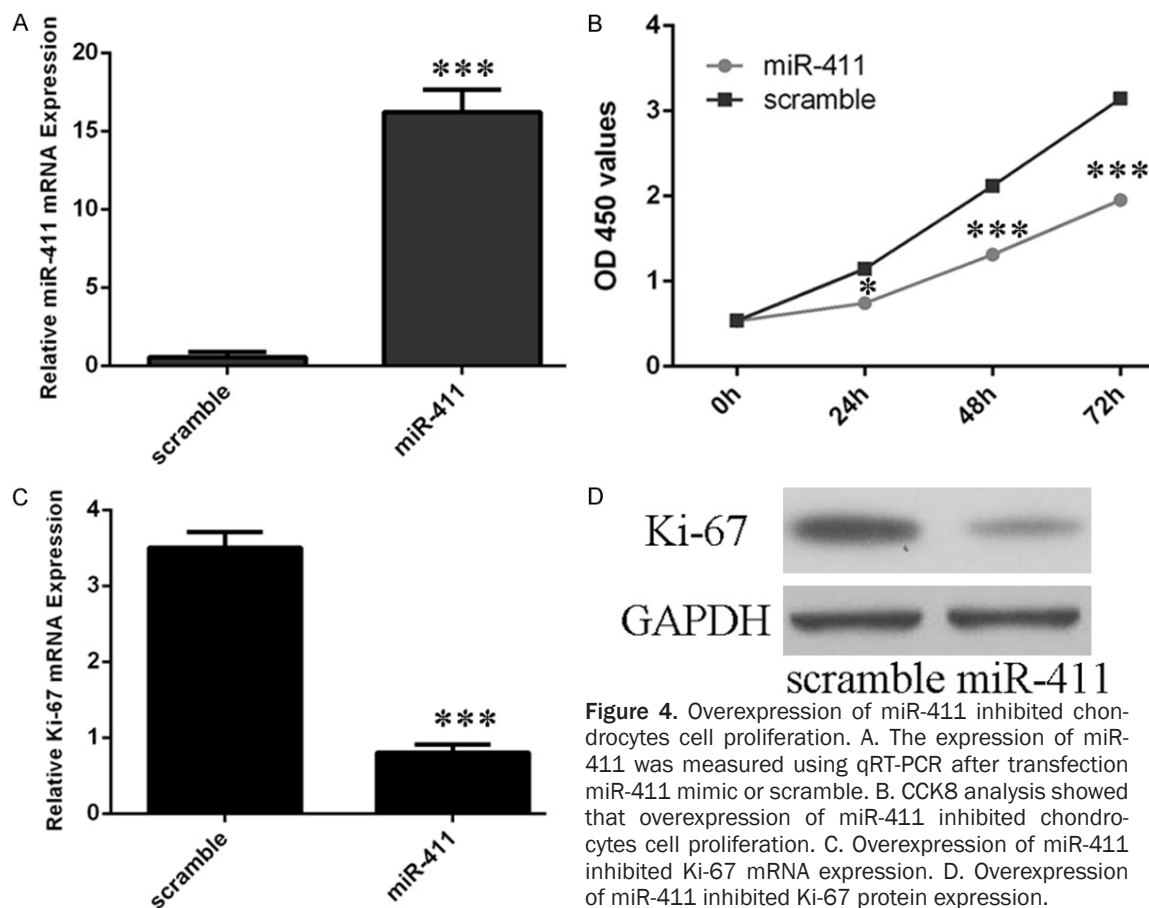 A
Relative miR-411 mRNA Expression
20
15
10
5
0
***
scramble
miR-411
B
OD 450 values
4
3
2
1
0
miR-411
scramble
*
***
***
0h
24h
48h
72h
C
Relative Ki-67 mRNA Expression
4
3
2
1
0
***
scramble
miR-411
D
Ki-67
GAPDH
scramble miR-411
Figure 4. Overexpression of miR-411 inhibited chon-
drocytes cell proliferation. A. The expression of miR-
411 was measured using qRT-PCR after transfection
miR-411 mimic or scramble. B. CCK8 analysis showed
that overexpression of miR-411 inhibited chondro-
cytes cell proliferation. C. Overexpression of miR-411
inhibited Ki-67 mRNA expression. D. Overexpression
of miR-411 inhibited Ki-67 protein expression.